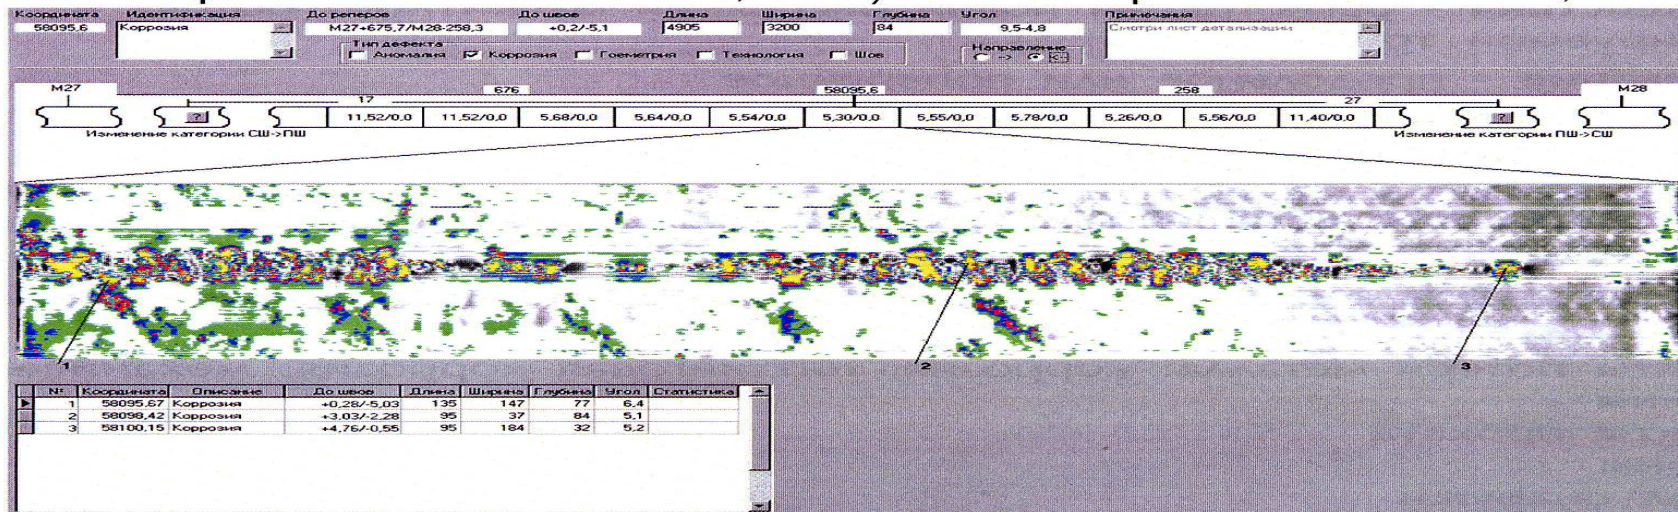 Координата Идентификация До реперов До швов Длина Ширина Глубина Угол Примечания
58095,6 Коррозия М27+675,7/М28-258,3 +0,2/-5,1 4905 3200 84 9,5-4,8 Смотри лист детализации
Тип дефекта Направление
Аномалия Коррозия Гоеметрия Технология Шов -> <-
М27 676 58095,6 258 М28
17 27
? 11,52/0,0 11,52/0,0 5,68/0,0 5,64/0,0 5,54/0,0 5,30/0,0 5,55/0,0 5,78/0,0 5,26/0,0 5,56/0,0 11,40/0,0 ?
Изменение категории СШ->ПШ Изменение категории ПШ->СШ
1 2 3
N° Координата Описание До швов Длина Ширина Глубина Угол Статистика
1 58095,67 Коррозия +0,28/-5,03 135 147 77 6,4
2 58098,42 Коррозия +3,03/-2,28 95 37 84 5,1
3 58100,15 Коррозия +4,76/-0,55 95 184 32 5,2